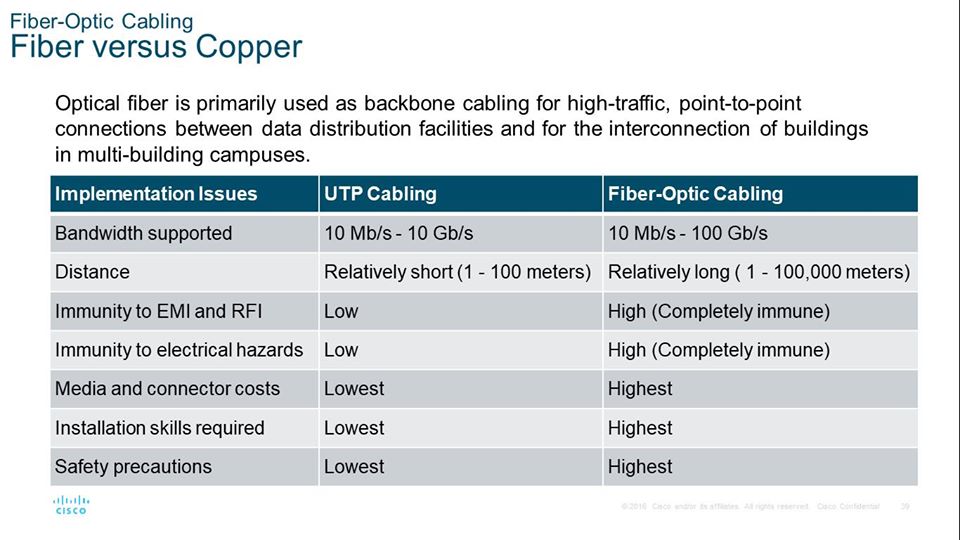 Fiber-Optic Cabling
Fiber versus Copper
Optical fiber is primarily used as backbone cabling for high-traffic, point-to-point
connections between data distribution facilities and for the interconnection of buildings
in multi-building campuses.
Implementation Issues UTP Cabling Fiber-Optic Cabling
Bandwidth supported 10 Mb/s - 10 Gb/s 10 Mb/s - 100 Gb/s
Distance Relatively short (1 - 100 meters) Relatively long ( 1 - 100,000 meters)
Immunity to EMI and RFI Low High (Completely immune)
Immunity to electrical hazards Low High (Completely immune)
Media and connector costs Lowest Highest
Installation skills required Lowest Highest
Safety precautions Lowest Highest
CISCO © 2016 Cisco and/or its affiliates. All rights reserved. Cisco Confidential 39